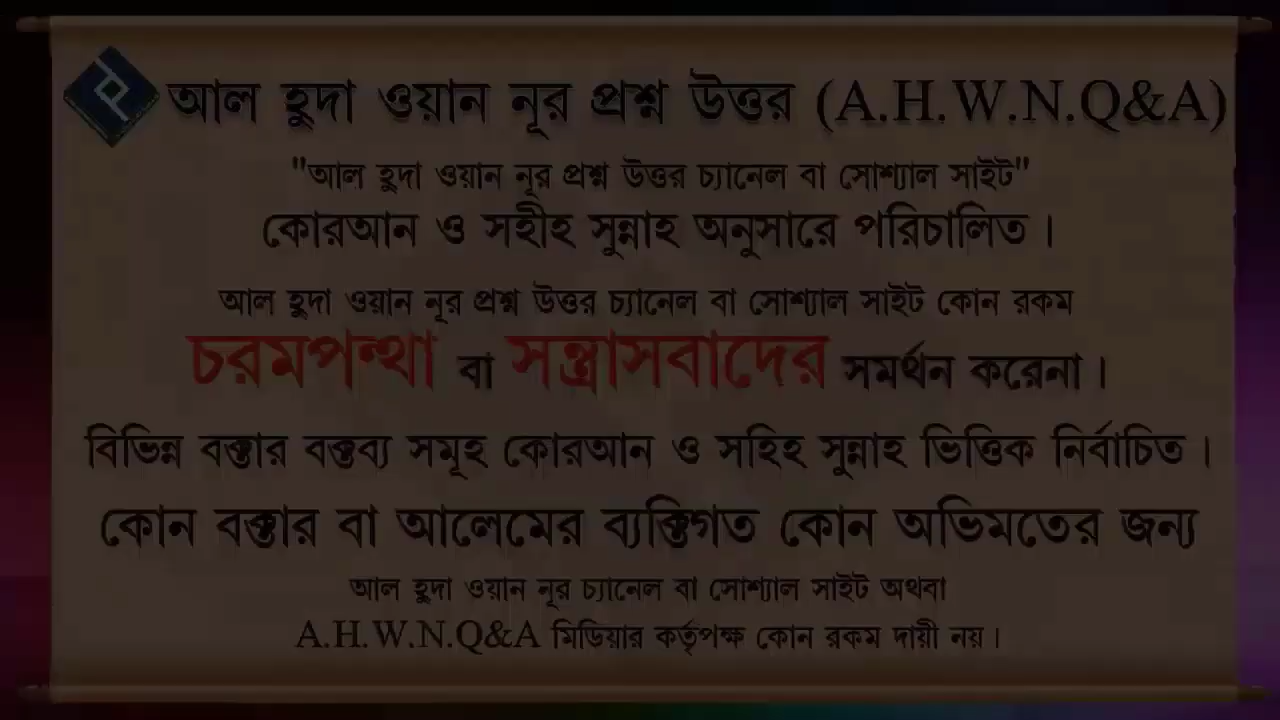 আল হুদা ওয়ান নূর প্রশ্ন উত্তর (A.H.W.N.Q&A)
"আল হুদা ওয়ান নূর প্রশ্ন উত্তর চ্যানেল বা সোশ্যাল সাইট"
কোরআন ও সহীহ সুন্নাহ অনুসারে পরিচালিত ।
আল হুদা ওয়ান নূর প্রশ্ন উত্তর চ্যানেল বা সোশ্যাল সাইট কোন রকম
চরমপন্থা বা সন্ত্রাসবাদের সমর্থন করেনা ।
বিভিন্ন বক্তার বক্তব্য সমূহ কোরআন ও সহিহ সুন্নাহ ভিত্তিক নির্বাচিত ।
কোন বক্তার বা আলেমের ব্যক্তিগত কোন অভিমতের জন্য
আল হুদা ওয়ান নূর চ্যানেল বা সোশ্যাল সাইট অথবা
A.H.W.N.Q&A মিডিয়ার কর্তৃপক্ষ কোন রকম দায়ী নয় ।